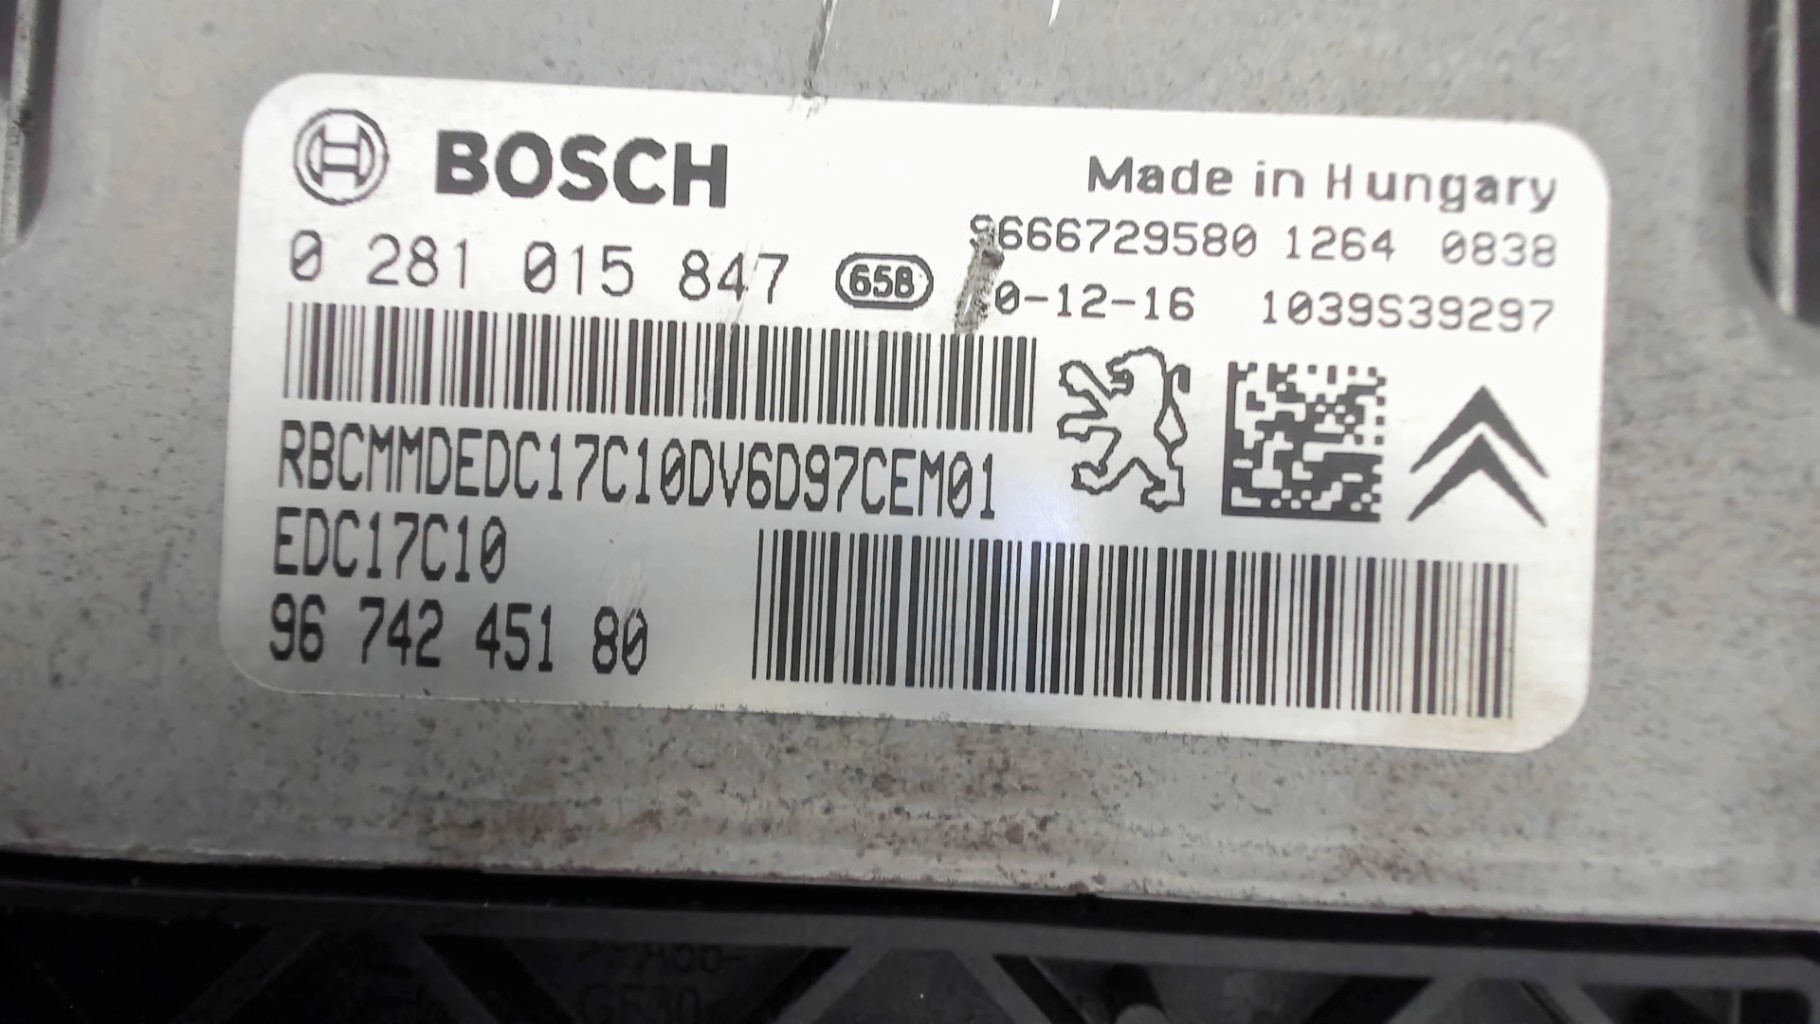 BOSCH
Made in Hungary
9666729580 1264 0838
0 281 015 847 65B
0-12-16 1039S39297
RBCMMDEDC17C10DV6D97CEM01
EDC17C10
96 742 451 80